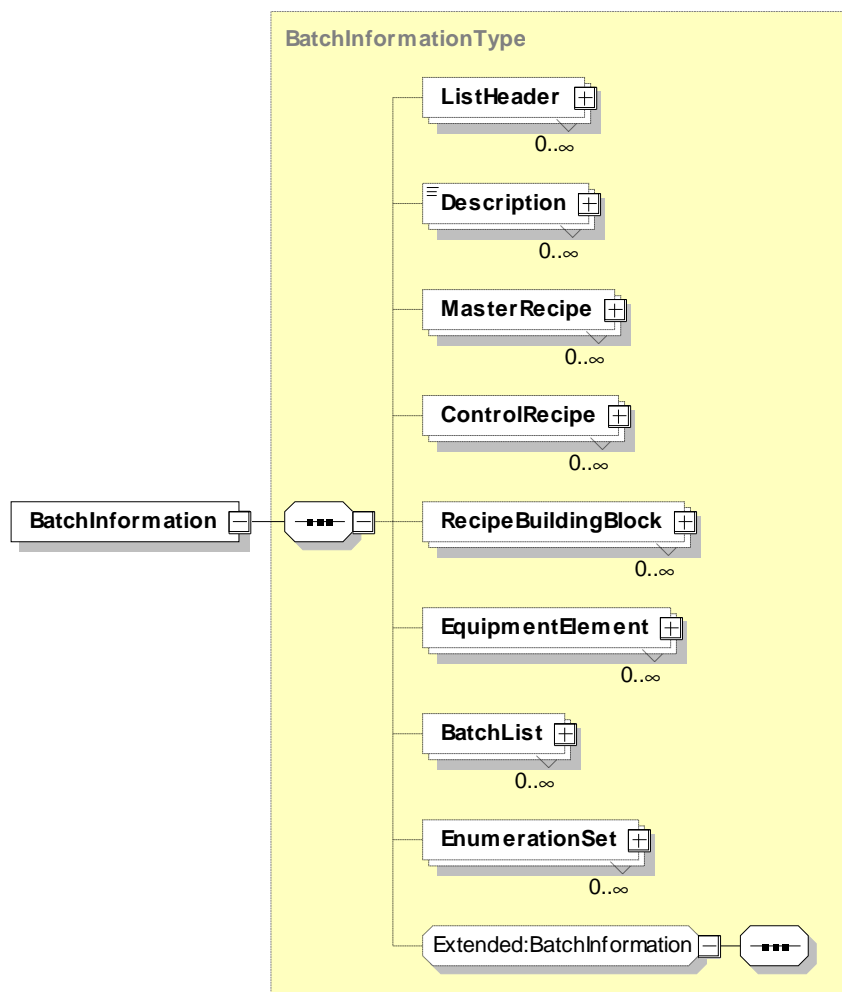 BatchInformationType
ListHeader
0..∞
Description
0..∞
MasterRecipe
0..∞
ControlRecipe
0..∞
BatchInformation
RecipeBuildingBlock
0..∞
EquipmentElement
0..∞
BatchList
0..∞
EnumerationSet
0..∞
Extended:BatchInformation